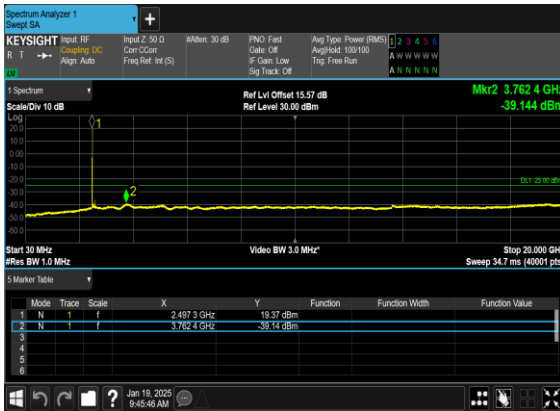 Spectrum Analyzer 1
Swept SA
+
KEYSIGHT
R T
LXI
Input: RF
Coupling: DC
Align: Auto
Input Z: 50 Ω
Corr CCorr
Freq Ref: Int (S)
#Atten: 30 dB
PNO: Fast
Gate: Off
IF Gain: Low
Sig Track: Off
Avg Type: Power (RMS)
Avg|Hold: 100/100
Trig: Free Run
1 2 3 4 5 6
A W W W W W
A N N N N N
1 Spectrum
Scale/Div 10 dB
Ref Lvl Offset 15.57 dB
Ref Level 30.00 dBm
Mkr2 3.762 4 GHz
-39.144 dBm
Log
20.0
10.0
0.00
-10.0
-20.0
-30.0
-40.0
-50.0
-60.0
1
2
DL1 -25.00 dBm
Start 30 MHz
#Res BW 1.0 MHz
Video BW 3.0 MHz*
Stop 20.000 GHz
Sweep 34.7 ms (40001 pts)
5 Marker Table
Mode Trace Scale X Y Function Function Width Function Value
1 N 1 f 2.497 3 GHz 19.37 dBm
2 N 1 f 3.762 4 GHz -39.14 dBm
3
4
5
6
?
Jan 19, 2025
9:45:46 AM